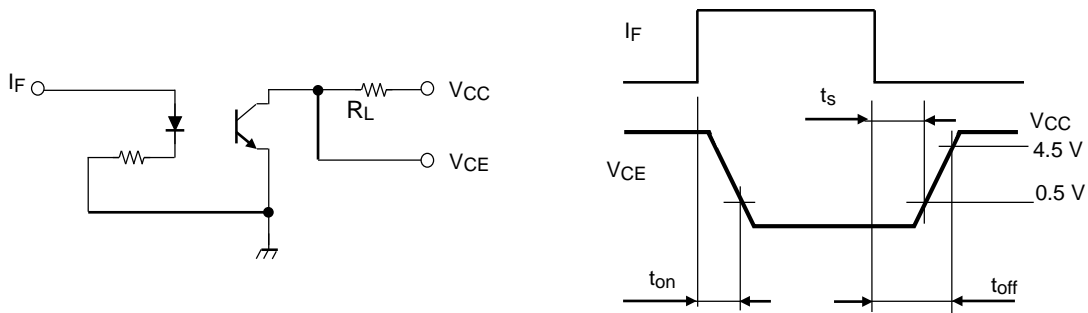 IF
RL
VCC
VCE
IF
ts
VCC
4.5 V
VCE
0.5 V
ton
toff